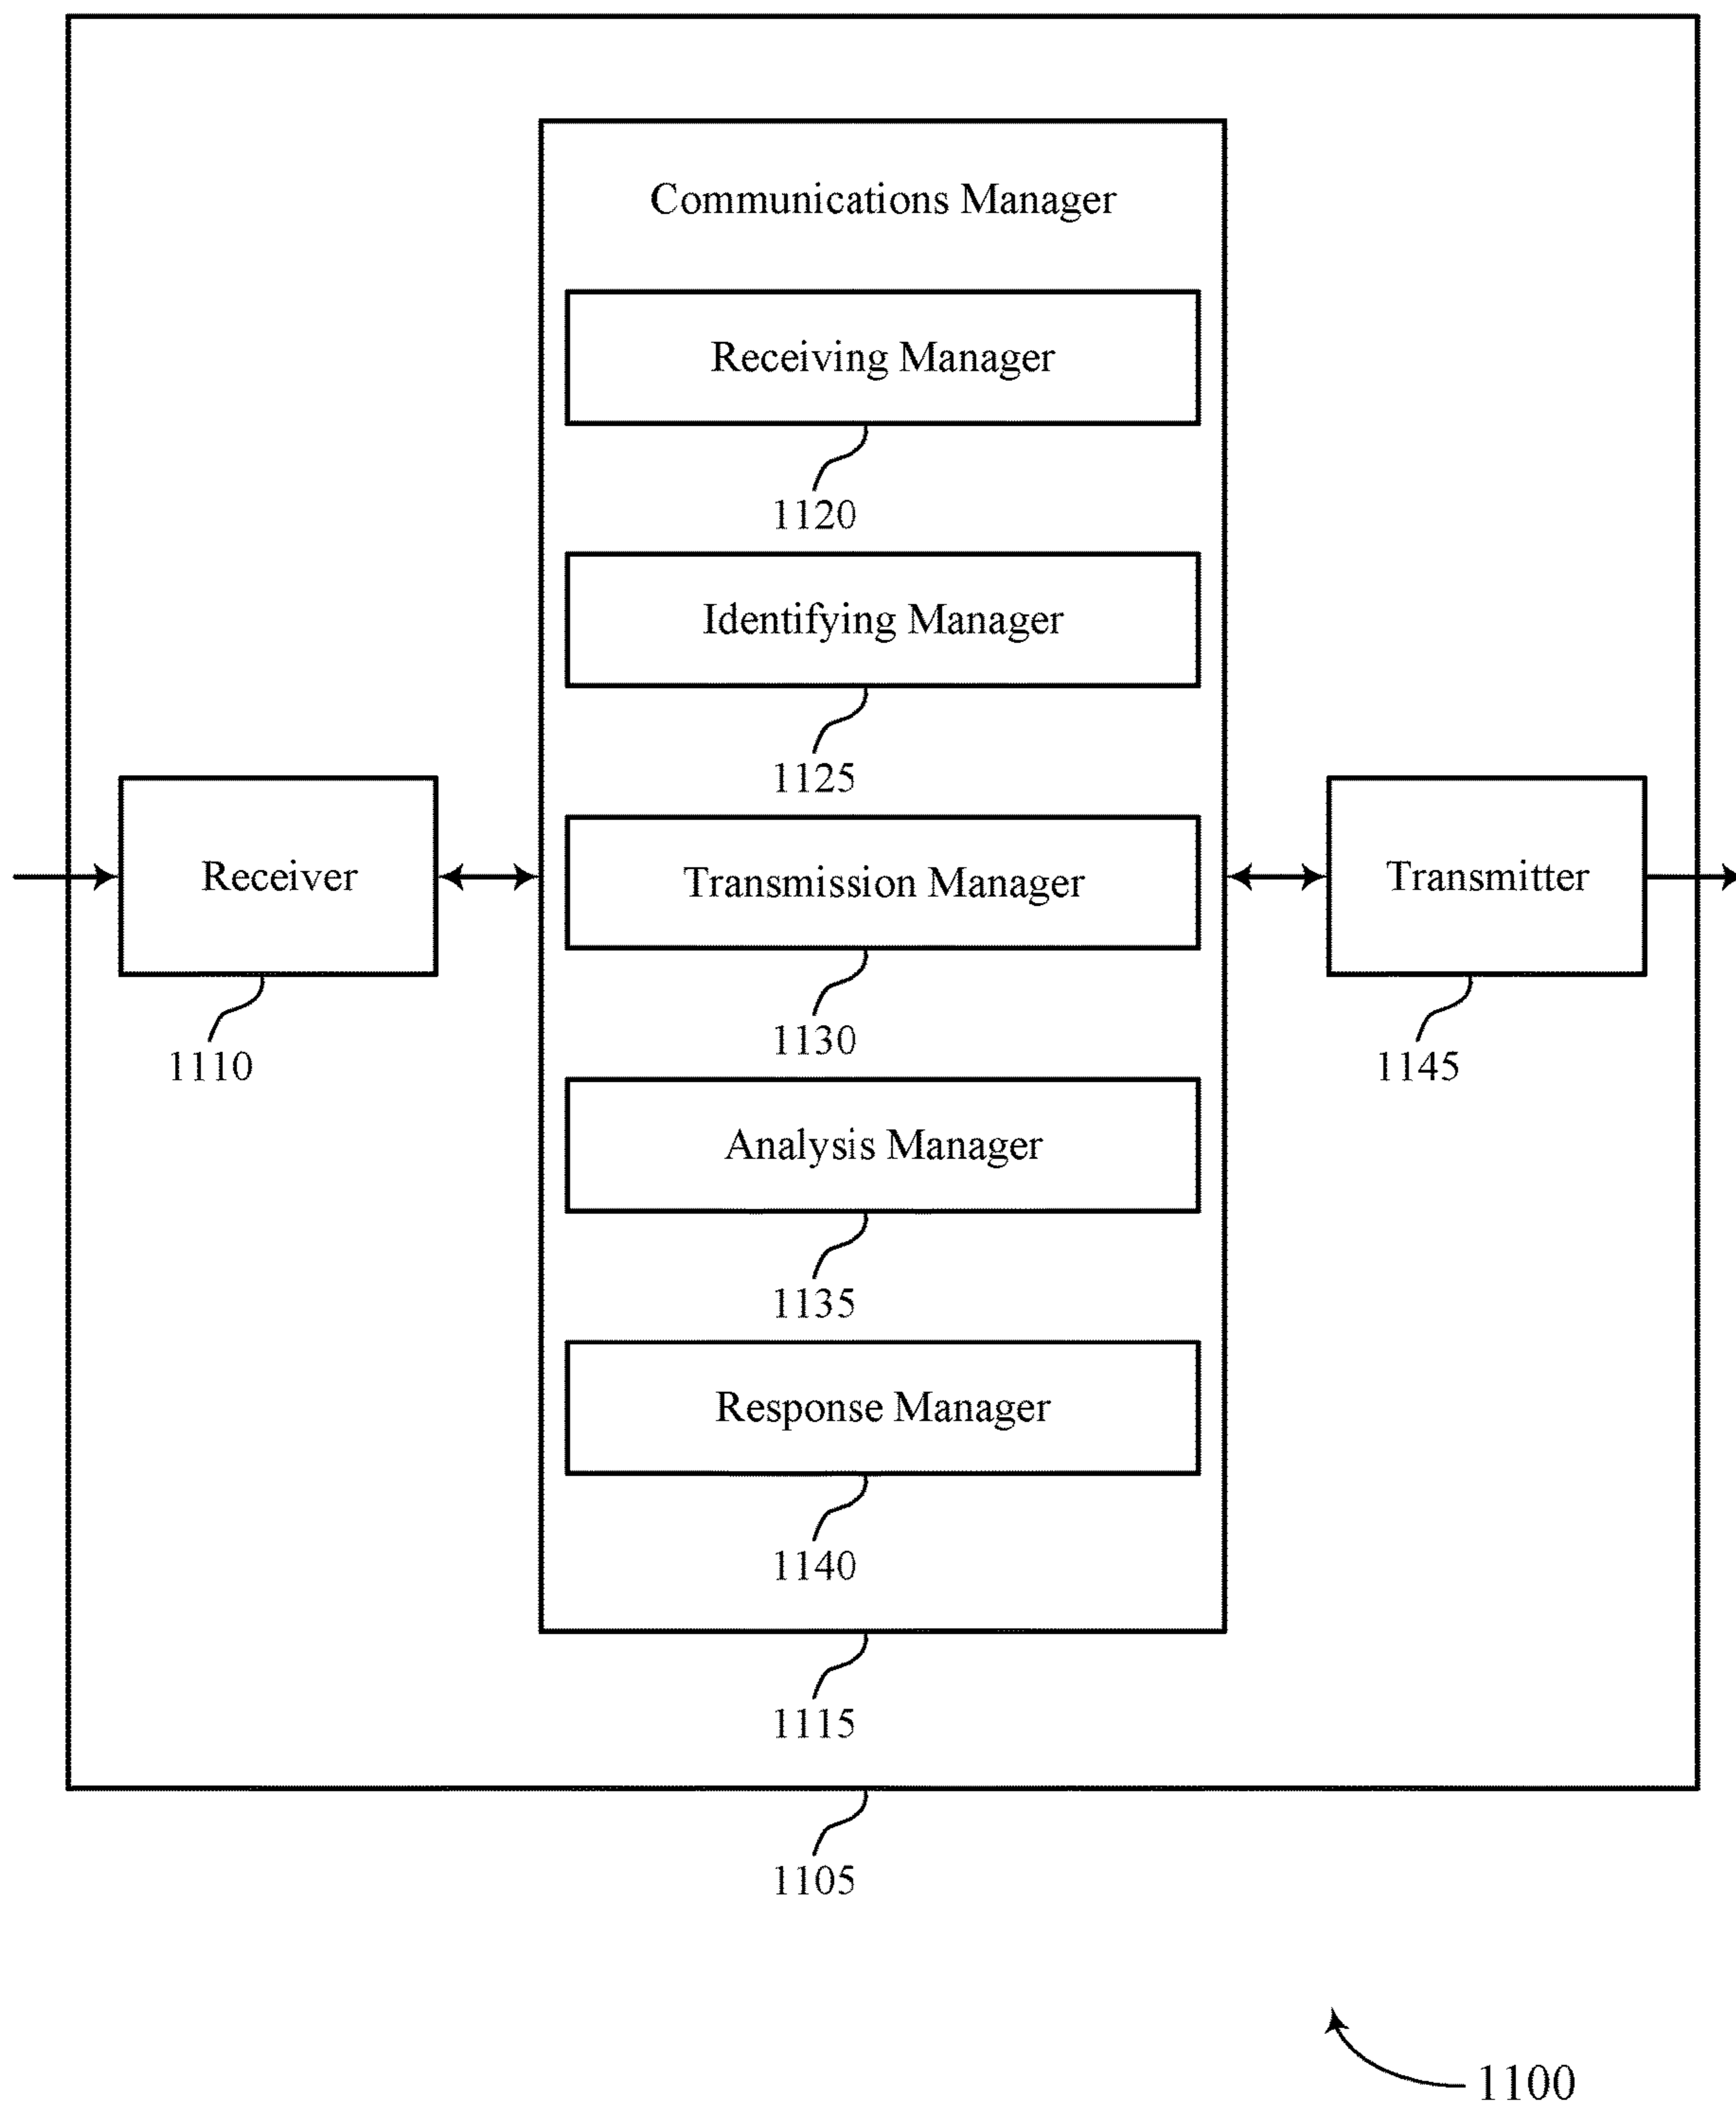 Communications Manager
Receiving Manager
1120
Identifying Manager
1125
Receiver
1110
Transmission Manager
1130
Transmitter
1145
Analysis Manager
1135
Response Manager
1140
1115
1105
1100